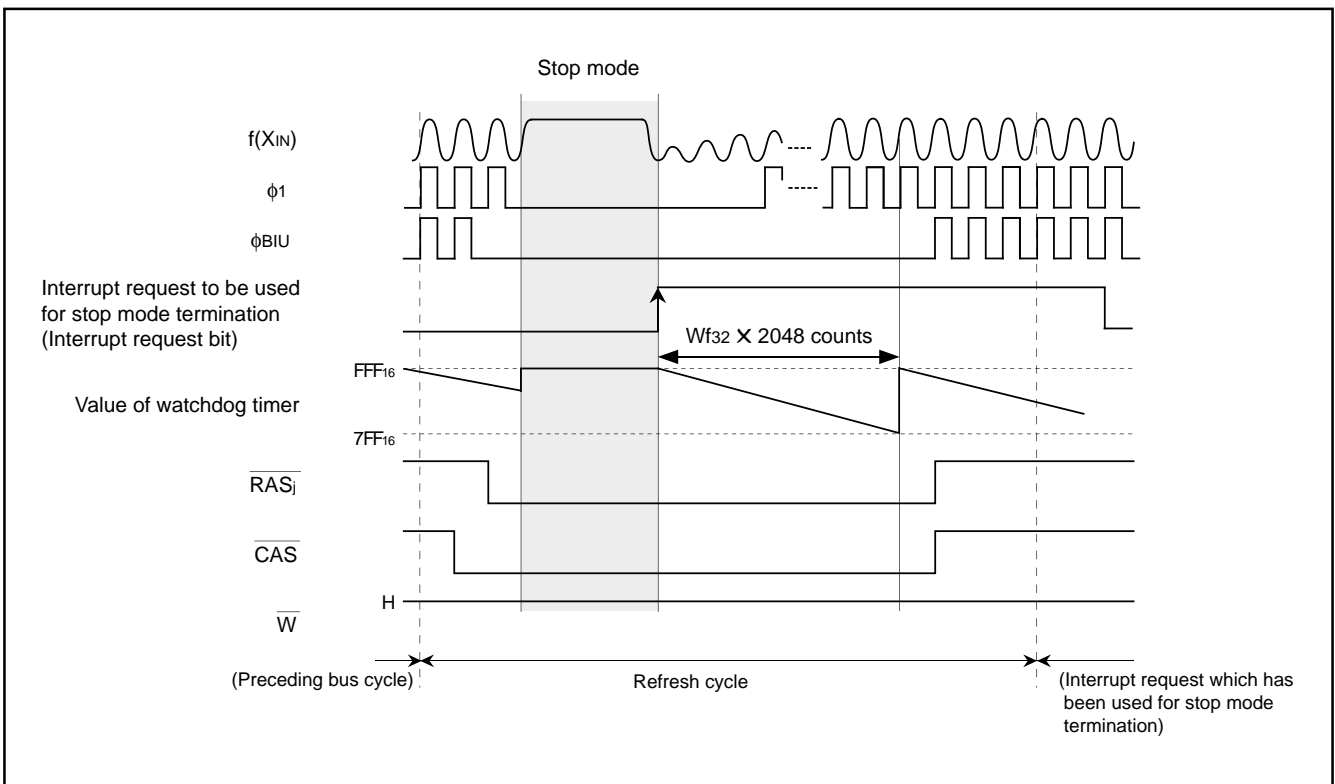 Stop mode
f(XIN)
ϕ1
ϕBIU
Interrupt request to be used
for stop mode termination
(Interrupt request bit)
Wf32 × 2048 counts
FFF16
Value of watchdog timer
7FF16
RASj
CAS
H
W
(Preceding bus cycle)
Refresh cycle
(Interrupt request which has
been used for stop mode
termination)